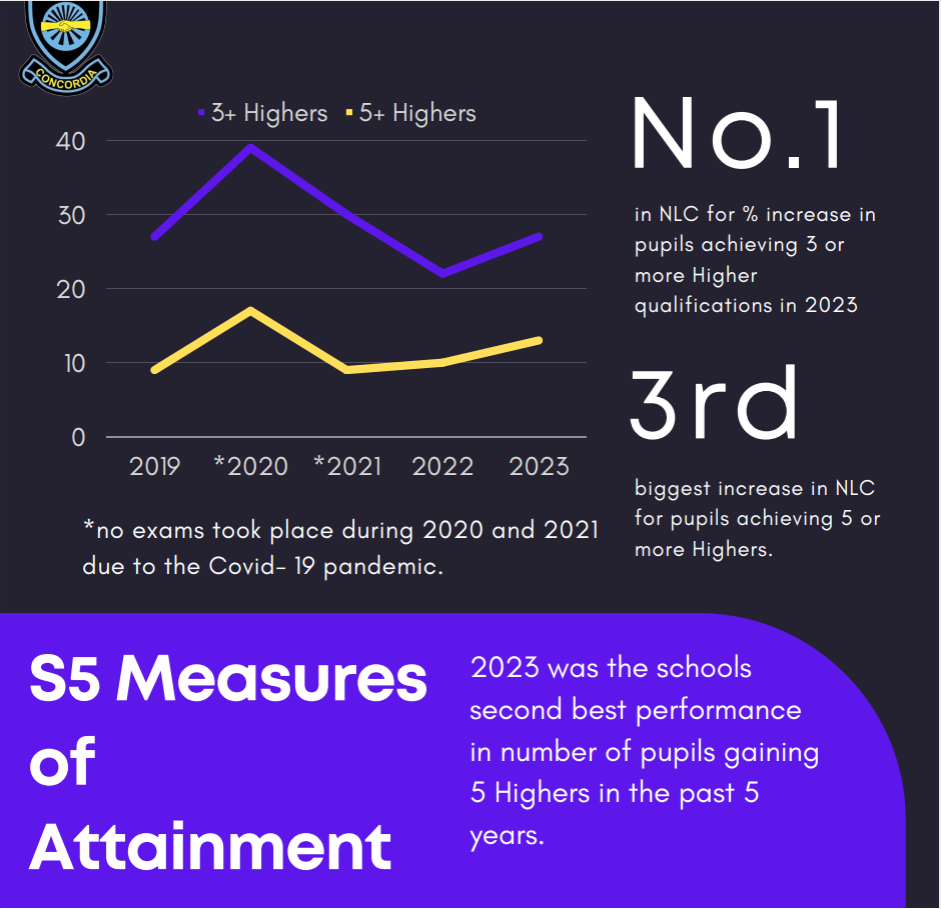 CONCORDIA
3+ Highers 5+ Highers
40
30
20
10
0
2019 *2020 *2021 2022 2023
*no exams took place during 2020 and 2021
due to the Covid- 19 pandemic.
No.1
in NLC for % increase in
pupils achieving 3 or
more Higher
qualifications in 2023
3rd
biggest increase in NLC
for pupils achieving 5 or
more Highers.
S5 Measures
of
Attainment
2023 was the schools
second best performance
in number of pupils gaining
5 Highers in the past 5
years.